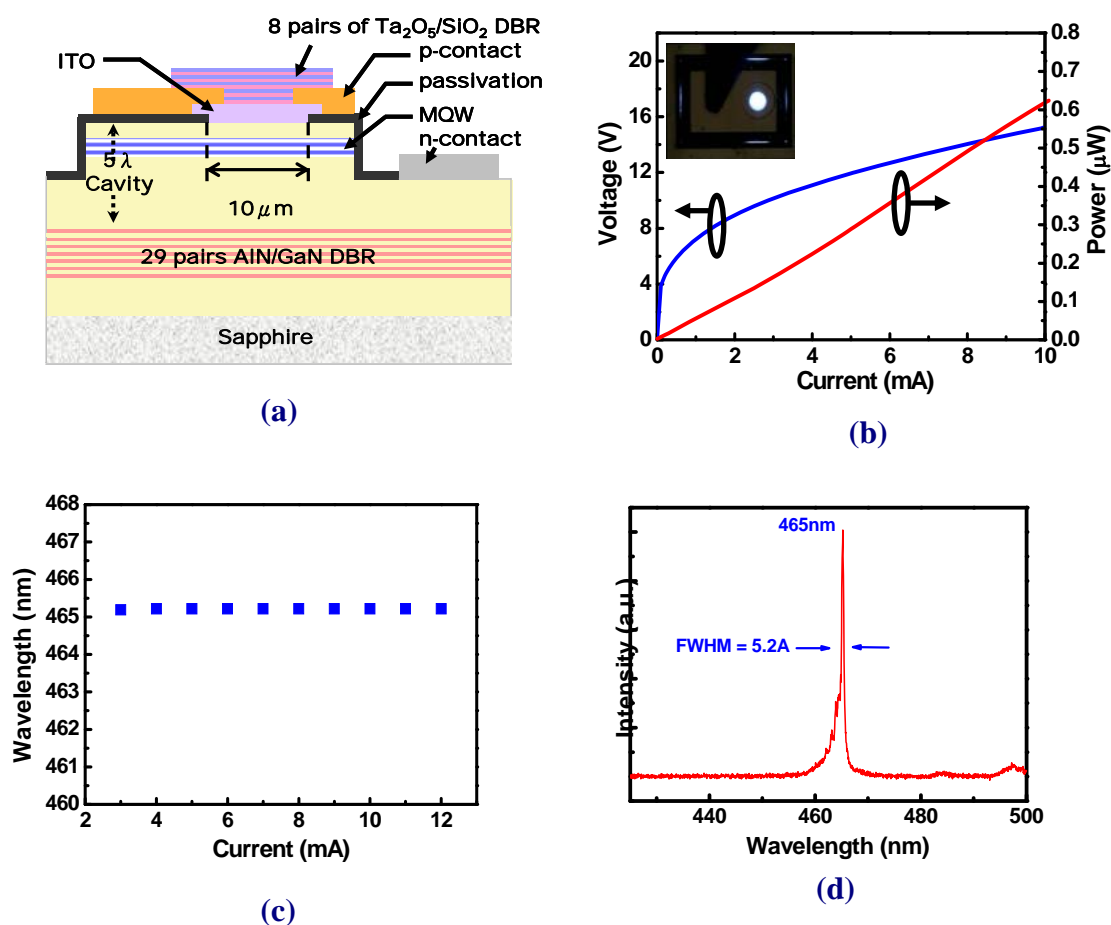 8 pairs of Ta₂O₅/SiO₂ DBR
p-contact
ITO
passivation
MQW
n-contact
5λ
Cavity
10μm
29 pairs AlN/GaN DBR
Sapphire
(a)
20
16
12
8
4
0
Voltage (V)
0.8
0.7
0.6
0.5
0.4
0.3
0.2
0.1
0.0
Power (μW)
0 2 4 6 8 10
Current (mA)
(b)
468
467
466
465
464
463
462
461
460
Wavelength (nm)
2 4 6 8 10 12
Current (mA)
(c)
465nm
FWHM = 5.2A
Intensity (a.u.)
440 460 480 500
Wavelength (nm)
(d)